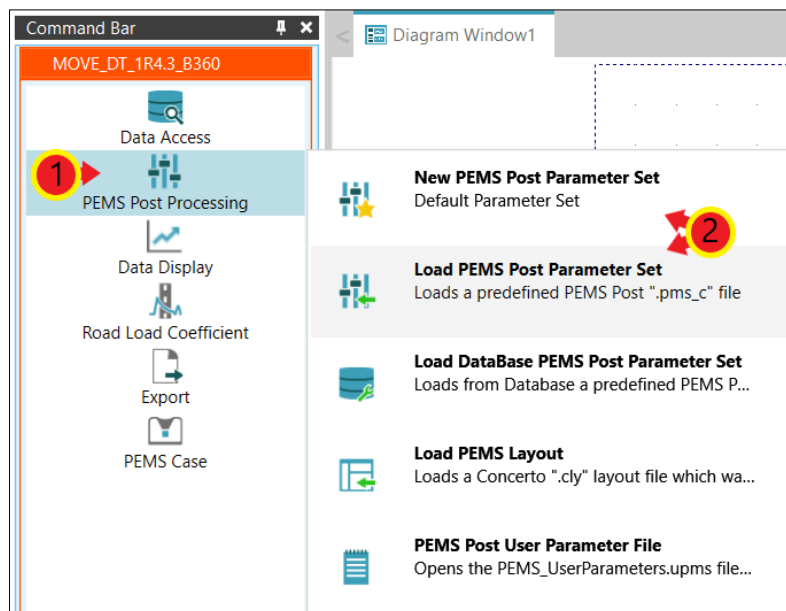 Command Bar
Diagram Window1
MOVE_DT_1R4.3_B360
Data Access
1
PEMS Post Processing
Data Display
Road Load Coefficient
Export
PEMS Case
New PEMS Post Parameter Set
Default Parameter Set
2
Load PEMS Post Parameter Set
Loads a predefined PEMS Post ".pms_c" file
Load DataBase PEMS Post Parameter Set
Loads from Database a predefined PEMS P...
Load PEMS Layout
Loads a Concerto ".cly" layout file which wa...
PEMS Post User Parameter File
Opens the PEMS_UserParameters.upms file...